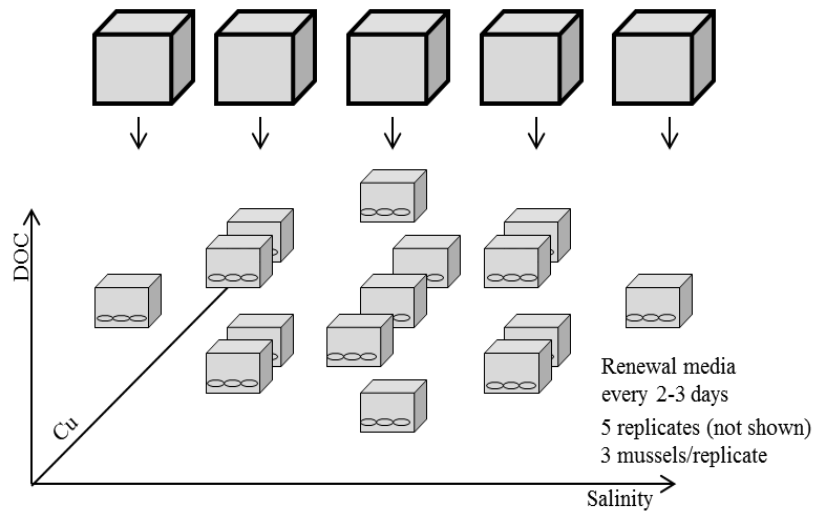 DOC
Cu
Renewal media
every 2-3 days
5 replicates (not shown)
3 mussels/replicate
Salinity